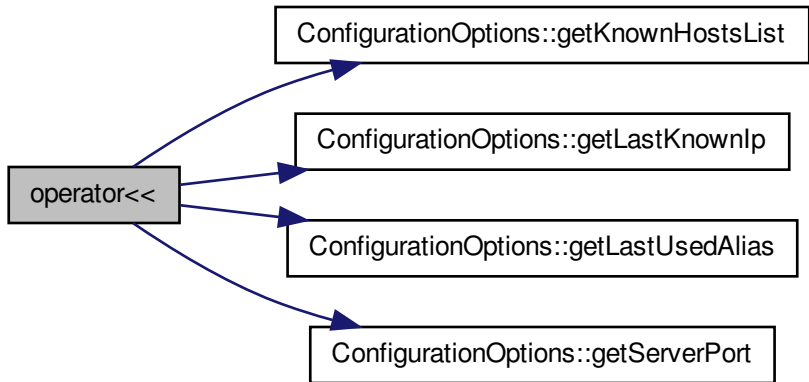 ConfigurationOptions::getKnownHostsList
ConfigurationOptions::getLastKnownIp
operator<<
ConfigurationOptions::getLastUsedAlias
ConfigurationOptions::getServerPort